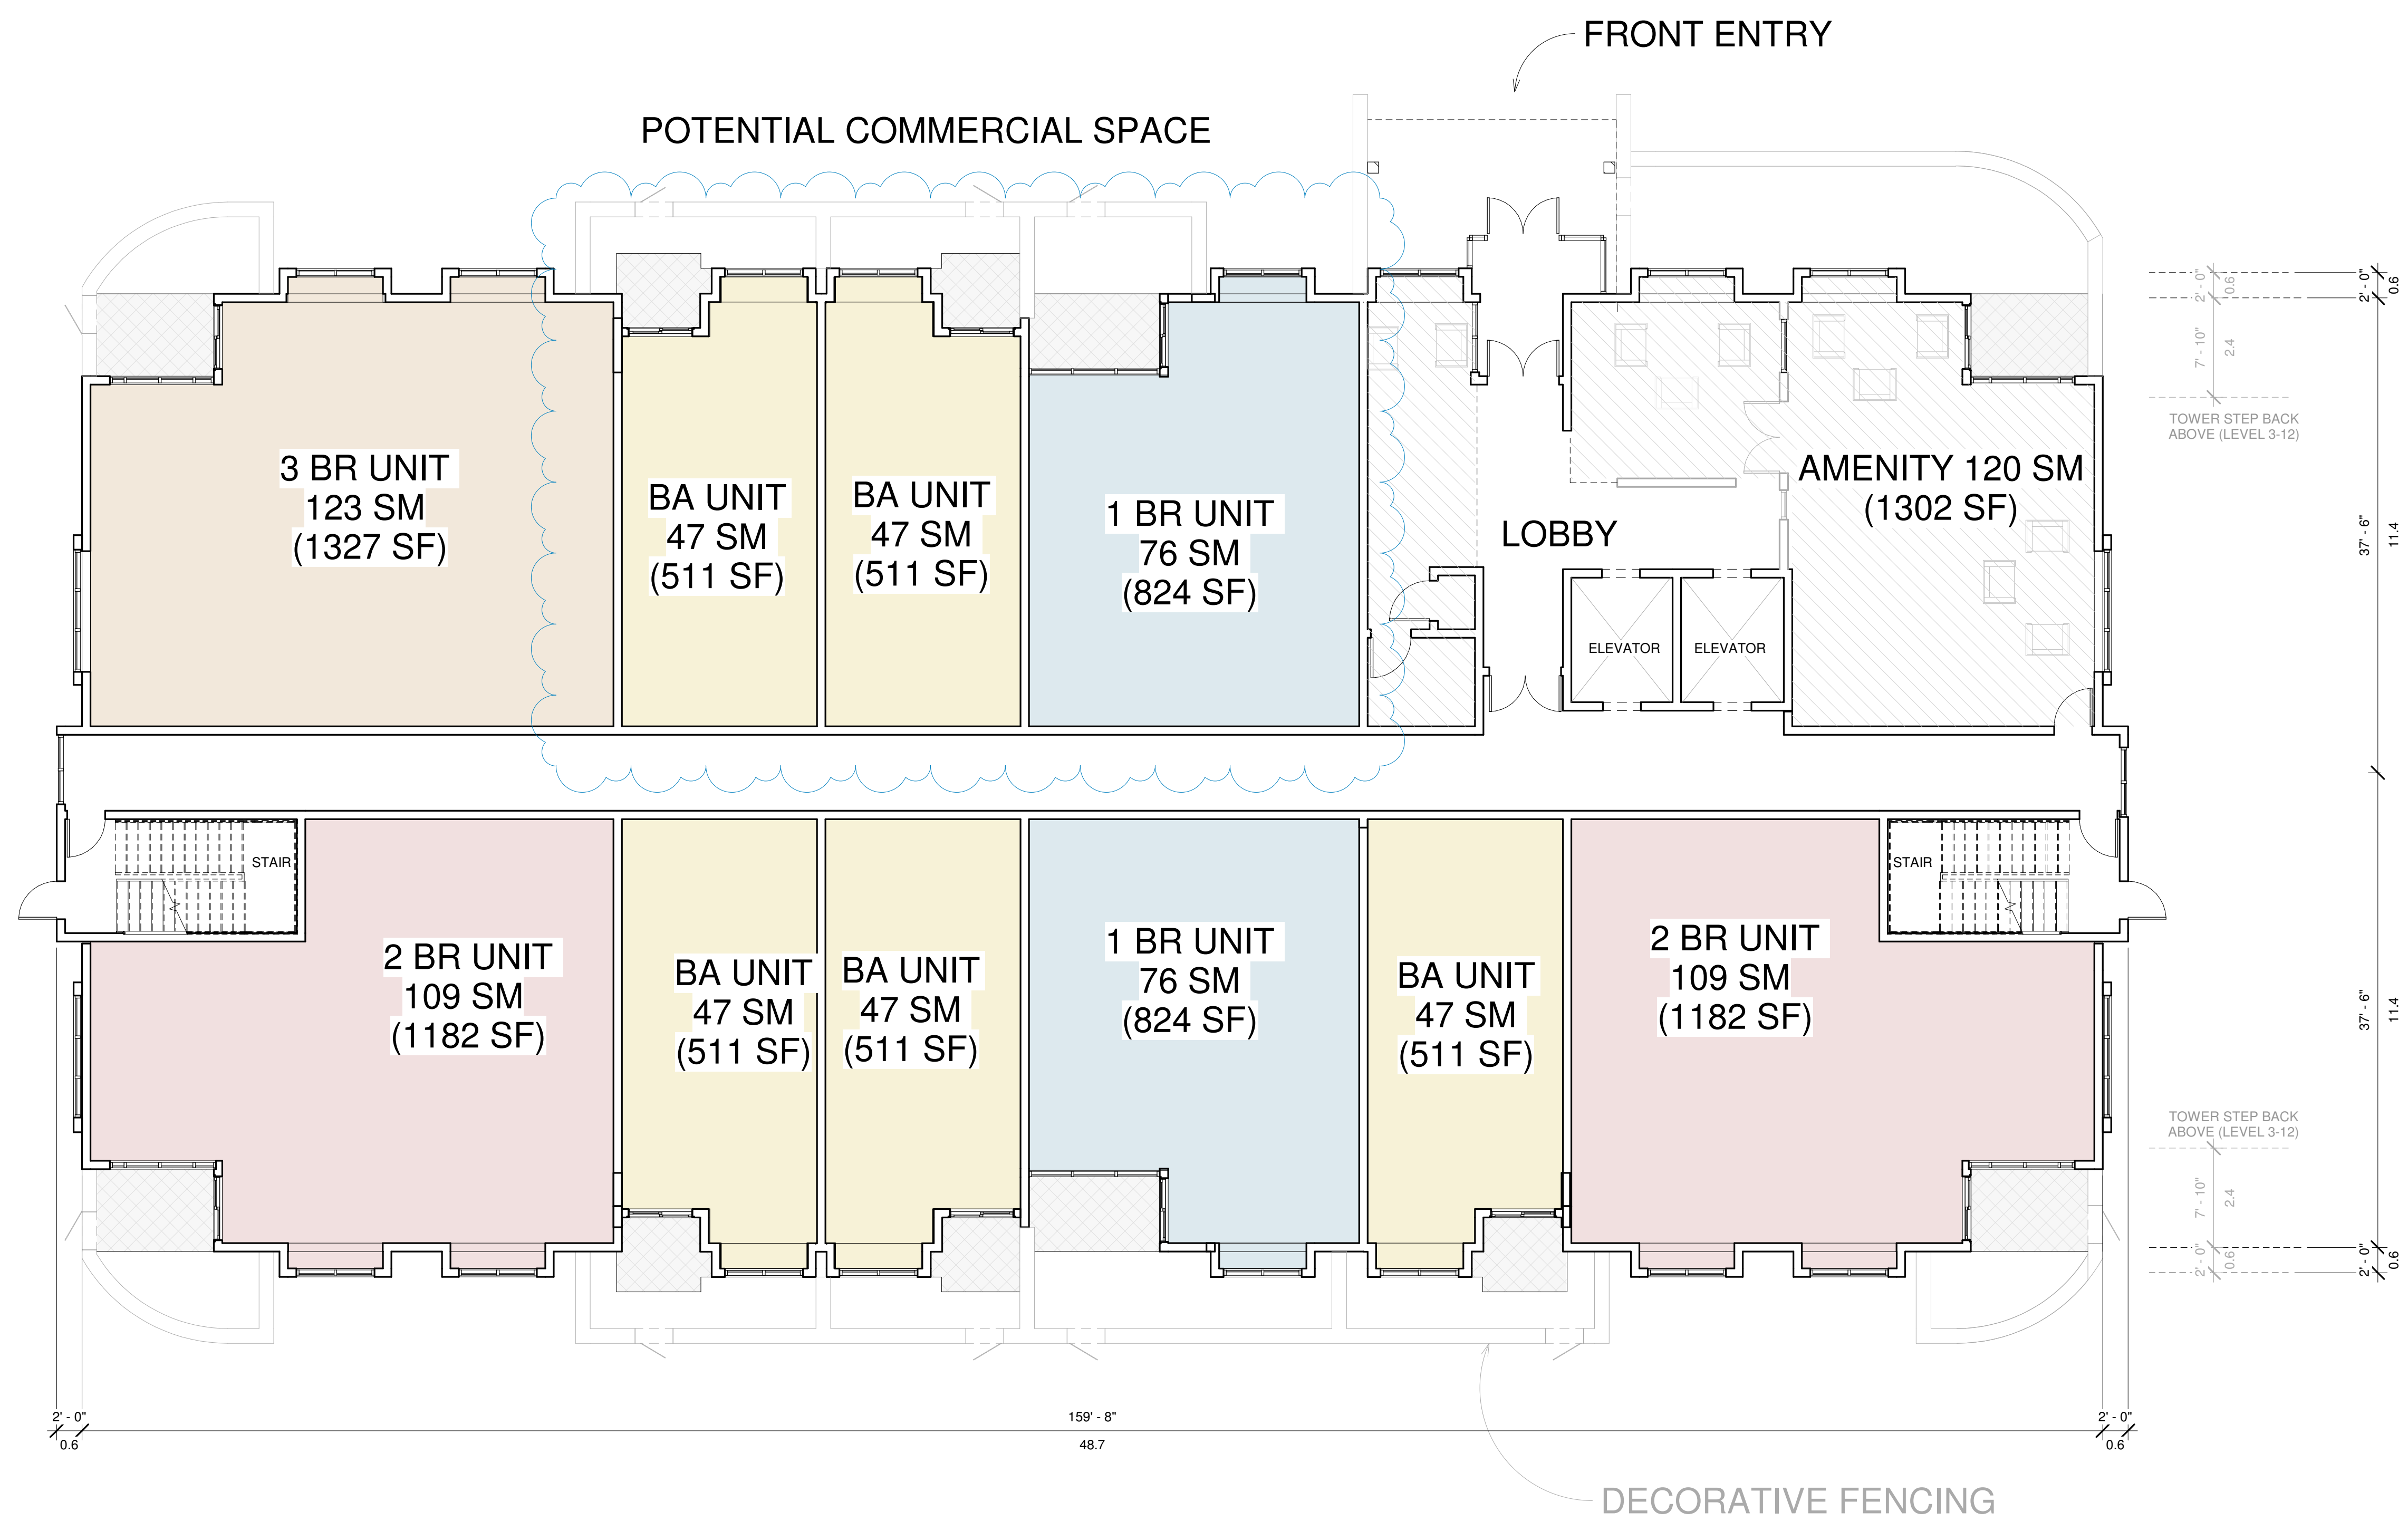 FRONT ENTRY
POTENTIAL COMMERCIAL SPACE
2' - 0"
0.6
2' - 0"
0.6
7' - 10"
2.4
TOWER STEP BACK
ABOVE (LEVEL 3-12)
3 BR UNIT
123 SM
(1327 SF)
BA UNIT
47 SM
(511 SF)
BA UNIT
47 SM
(511 SF)
1 BR UNIT
76 SM
(824 SF)
LOBBY
AMENITY 120 SM
(1302 SF)
37' - 6"
11.4
ELEVATOR
ELEVATOR
STAIR
STAIR
2 BR UNIT
109 SM
(1182 SF)
BA UNIT
47 SM
(511 SF)
BA UNIT
47 SM
(511 SF)
1 BR UNIT
76 SM
(824 SF)
BA UNIT
47 SM
(511 SF)
2 BR UNIT
109 SM
(1182 SF)
37' - 6"
11.4
TOWER STEP BACK
ABOVE (LEVEL 3-12)
7' - 10"
2.4
2' - 0"
0.6
2' - 0"
0.6
2' - 0"
0.6
159' - 8"
48.7
2' - 0"
0.6
DECORATIVE FENCING